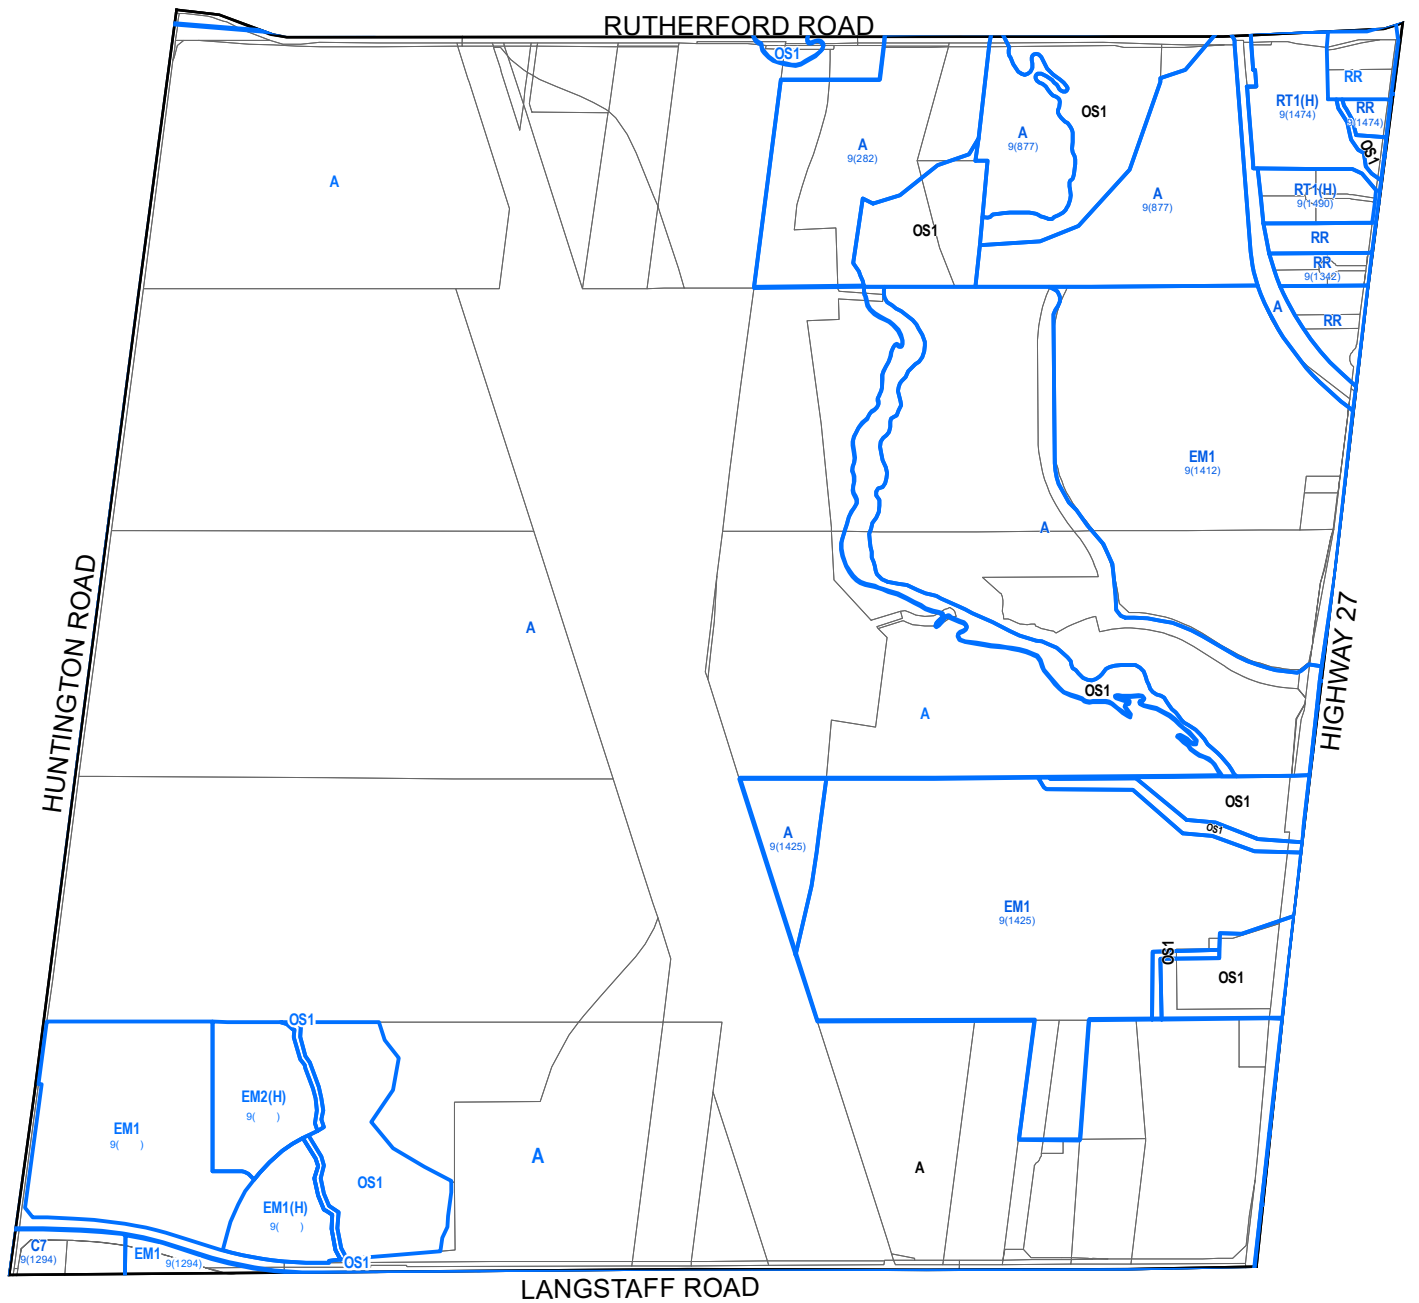 RUTHERFORD ROAD
OS1
RR
RT1(H)
9(1474)
RR
9(1474)
OS1
OS1
A
9(877)
A
9(282)
A
A
9(877)
RT1(H)
9(1490)
OS1
RR
RR
9(1342)
A
RR
EM1
9(1412)
A
HUNTINGTON ROAD
A
HIGHWAY 27
OS1
A
OS1
OS1
A
9(1425)
EM1
9(1425)
OS1
OS1
OS1
EM2(H)
9( )
EM1
9( )
A
A
OS1
EM1(H)
9( )
C7
9(1294)
EM1
9(1294)
OS1
LANGSTAFF ROAD